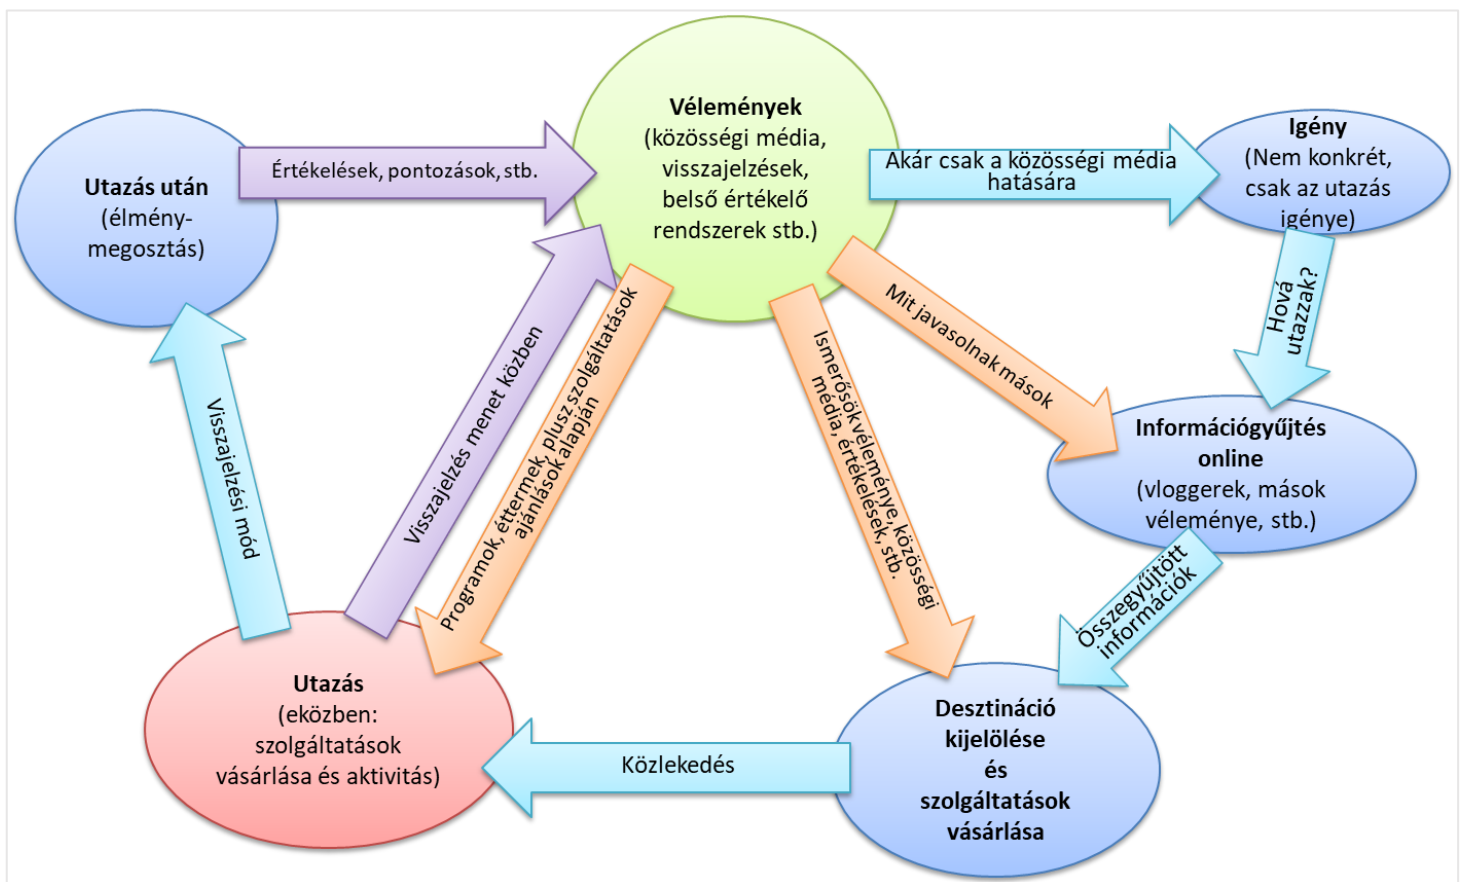 Vélemények
(közösségi média,
visszajelzések,
belső értékelő
rendszerek stb.)
Akár csak a közösségi média
hatására
Igény
(Nem konkrét,
csak az utazás
igénye)
Hová
utazzak?
Mit javasolnak mások
Információgyűjtés
online
(vloggerek, mások
véleménye, stb.)
Összegyűjtött
információk
Ismerősök véleménye, közösségi
média, értékelések, stb.
Desztináció
kijelölése
és
szolgáltatások
vásárlása
Közlekedés
Utazás
(eközben:
szolgáltatások
vásárlása és aktivitás)
Programok, éttermek, plusz szolgáltatások
ajánlások alapján
Visszajelzés menet közben
Visszajelzési mód
Utazás után
(élmény-
megosztás)
Értékelések, pontozások, stb.